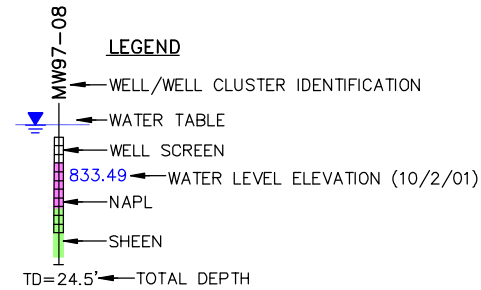 MW97-08
LEGEND
WELL/WELL CLUSTER IDENTIFICATION
WATER TABLE
WELL SCREEN
833.49 WATER LEVEL ELEVATION (10/2/01)
NAPL
SHEEN
TD=24.5' TOTAL DEPTH